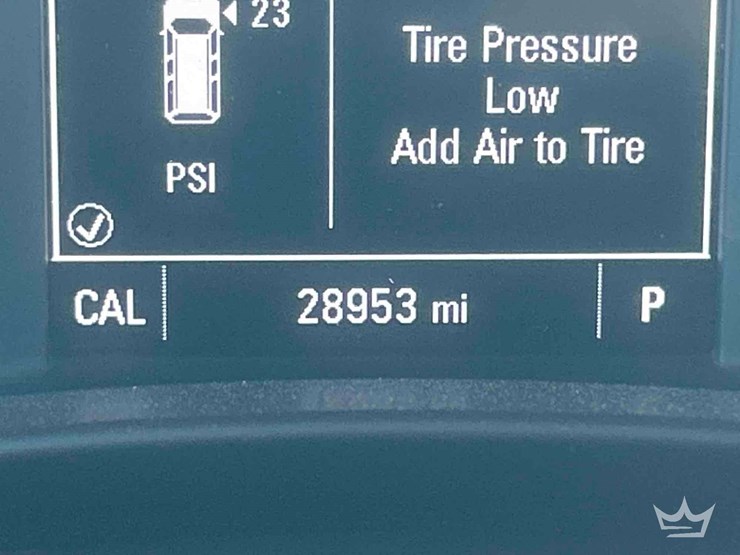 23
Tire Pressure
Low
Add Air to Tire
PSI
CAL 28953 mi P